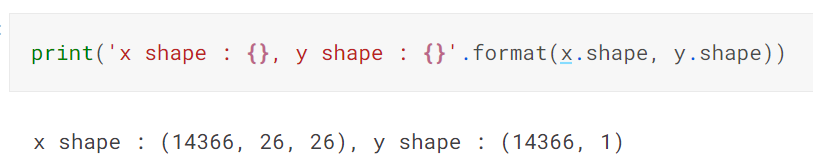 print('x shape : {}, y shape : {}'.format(x.shape, y.shape))
x shape : (14366, 26, 26), y shape : (14366, 1)